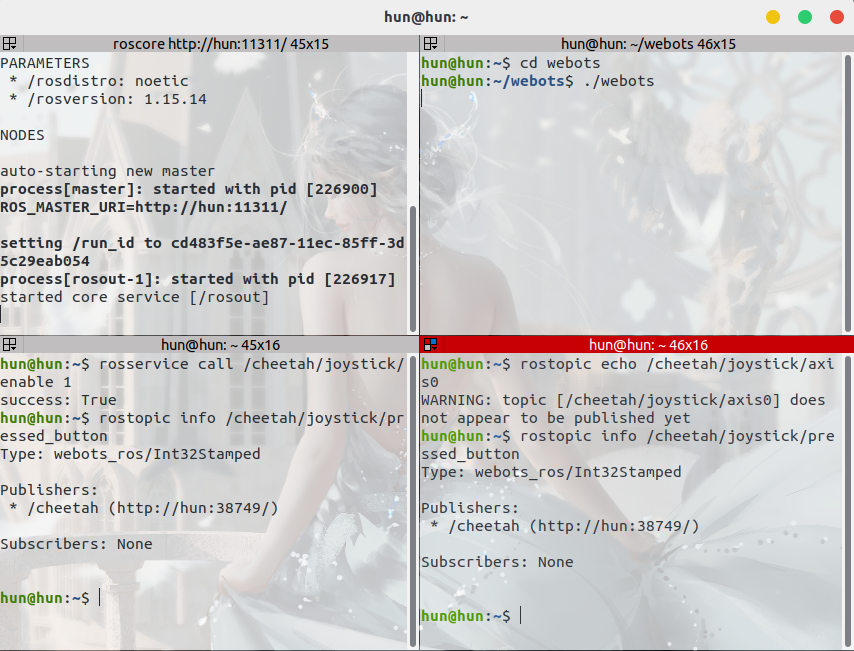 hun@hun: ~
roscore http://hun:11311/ 45x15
PARAMETERS
 * /rosdistro: noetic
 * /rosversion: 1.15.14
NODES
auto-starting new master
process[master]: started with pid [226900]
ROS_MASTER_URI=http://hun:11311/
setting /run_id to cd483f5e-ae87-11ec-85ff-3d
5c29eab054
process[rosout-1]: started with pid [226917]
started core service [/rosout]
hun@hun: ~/webots 46x15
hun@hun:~$ cd webots
hun@hun:~/webots$ ./webots
hun@hun: ~ 45x16
hun@hun:~$ rosservice call /cheetah/joystick/
enable 1
success: True
hun@hun:~$ rostopic info /cheetah/joystick/pr
essed_button
Type: webots_ros/Int32Stamped
Publishers:
 * /cheetah (http://hun:38749/)
Subscribers: None
hun@hun:~$
hun@hun: ~ 46x16
hun@hun:~$ rostopic echo /cheetah/joystick/axi
s0
WARNING: topic [/cheetah/joystick/axis0] does
not appear to be published yet
hun@hun:~$ rostopic info /cheetah/joystick/pre
ssed_button
Type: webots_ros/Int32Stamped
Publishers:
 * /cheetah (http://hun:38749/)
Subscribers: None
hun@hun:~$